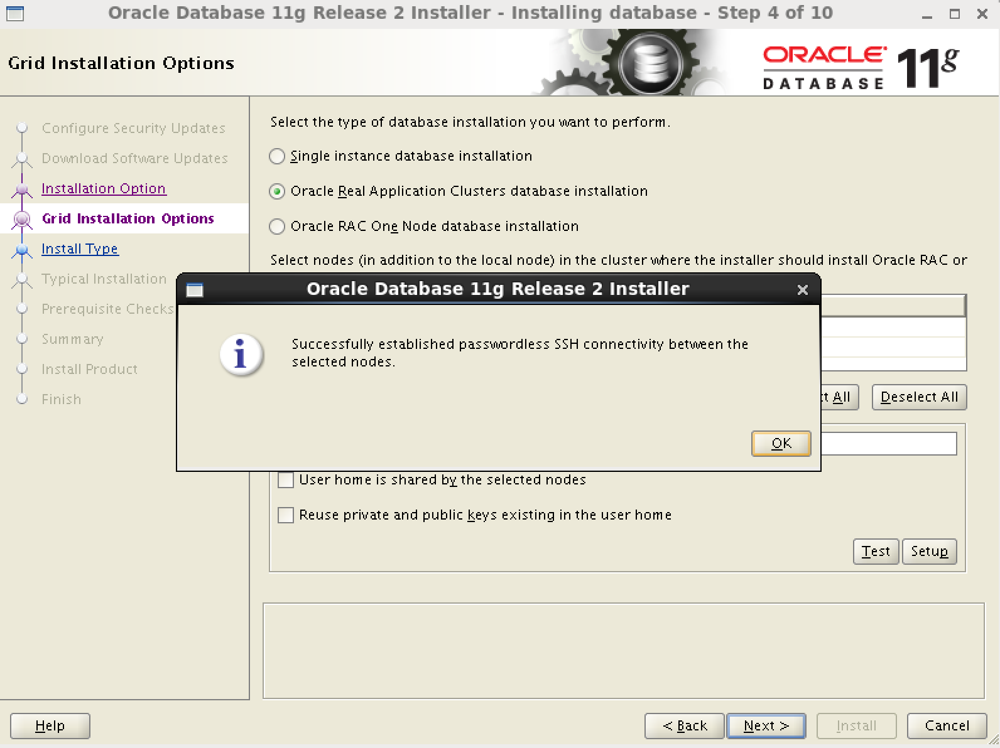 Oracle Database 11g Release 2 Installer - Installing database - Step 4 of 10
Grid Installation Options
ORACLE
DATABASE
11g
Configure Security Updates
Download Software Updates
Installation Option
Grid Installation Options
Install Type
Typical Installation
Prerequisite Checks
Summary
Install Product
Finish
Select the type of database installation you want to perform.
Single instance database installation
Oracle Real Application Clusters database installation
Oracle RAC One Node database installation
Select nodes (in addition to the local node) in the cluster where the installer should install Oracle RAC or
Oracle Database 11g Release 2 Installer
Successfully established passwordless SSH connectivity between the
selected nodes.
OK
All
Deselect All
User home is shared by the selected nodes
Reuse private and public keys existing in the user home
Test
Setup
Help
< Back
Next >
Install
Cancel